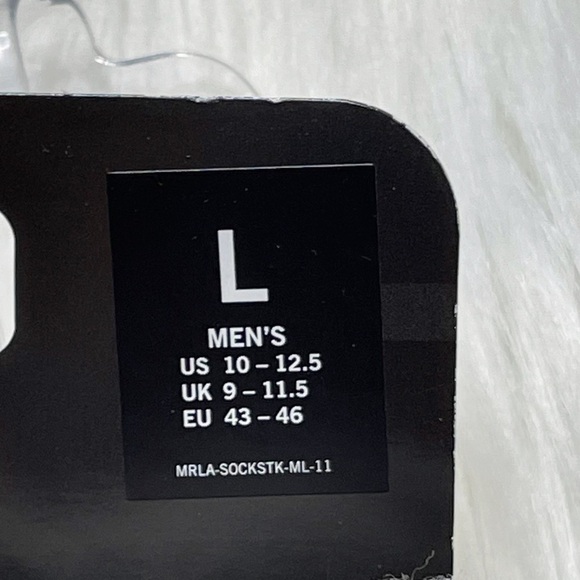 L
MEN'S
US 10 – 12.5
UK 9 – 11.5
EU 43 – 46
MRLA-SOCKSTK-ML-11